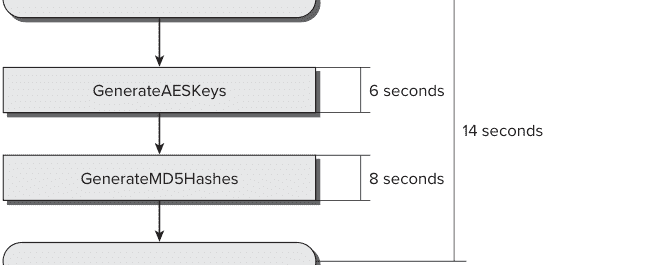 GenerateAESKeys
6 seconds
14 seconds
GenerateMD5Hashes
8 seconds